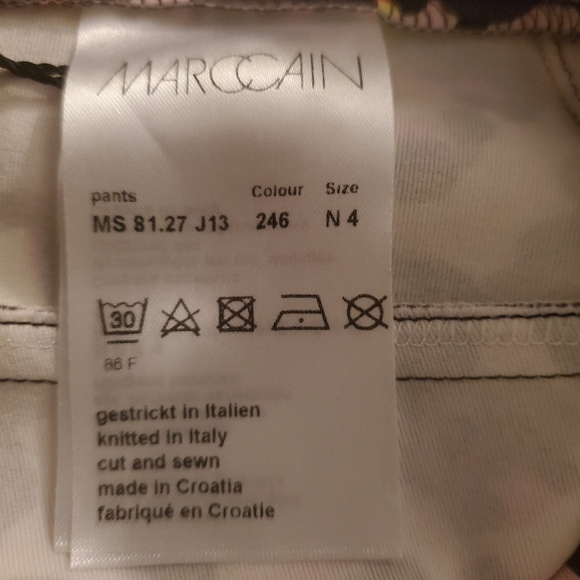 MARCCAIN
pants Colour Size
MS 81.27 J13 246 N 4
30
86 F
gestrickt in Italien
knitted in Italy
cut and sewn
made in Croatia
fabriqué en Croatie